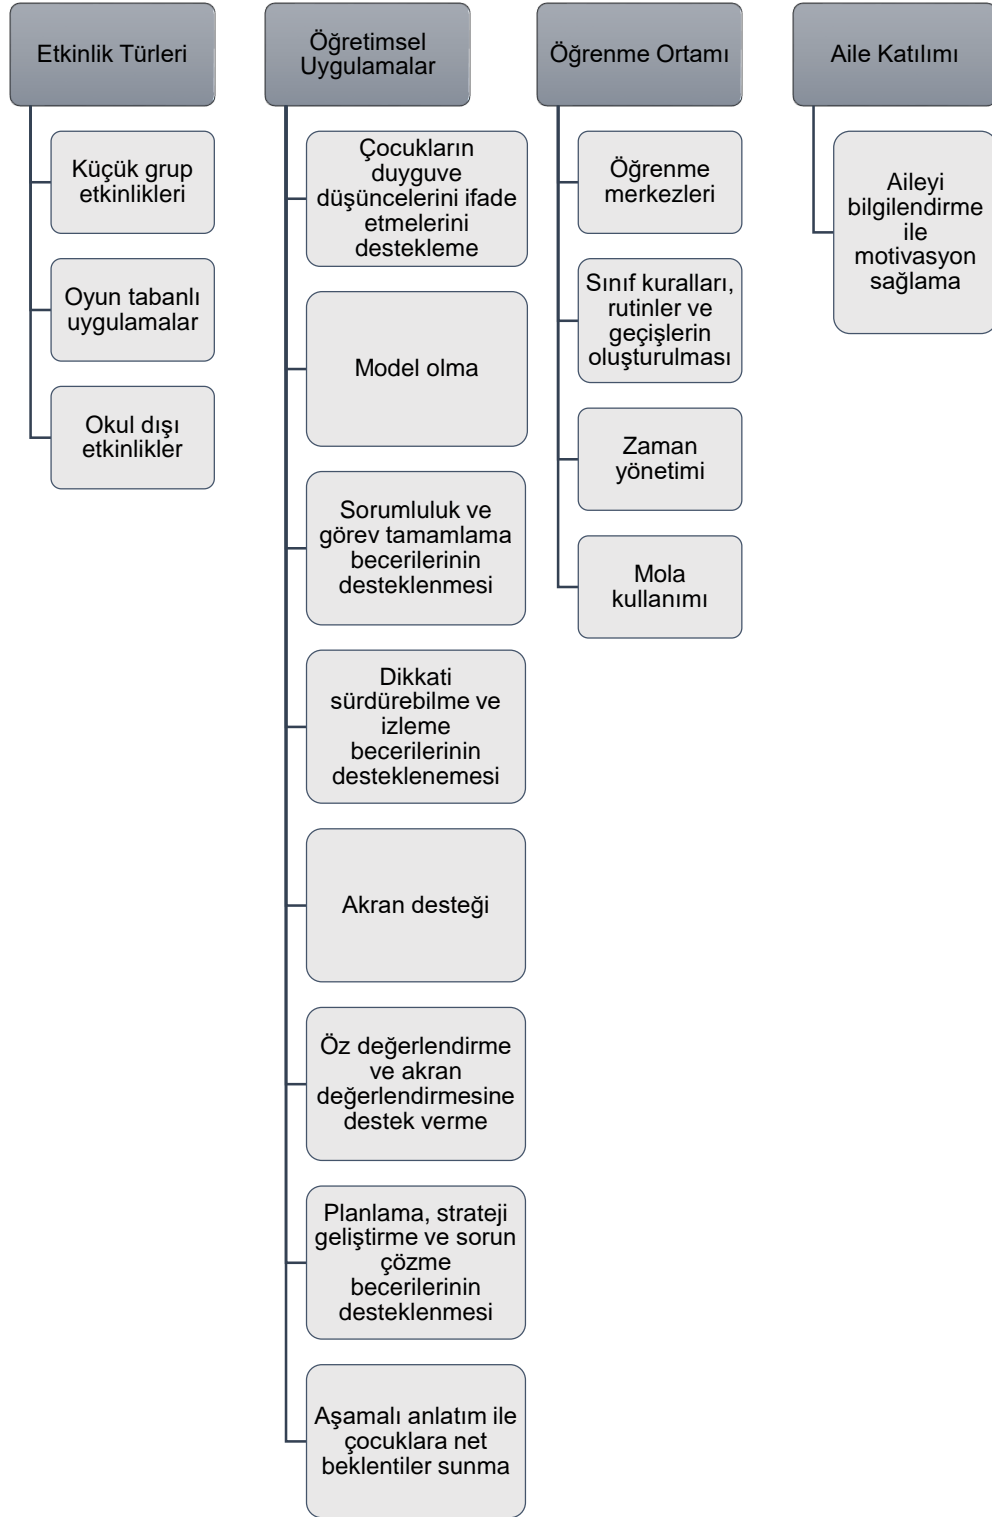 Etkinlik Türleri
Küçük grup
etkinlikleri
Oyun tabanlı
uygulamalar
Okul dışı
etkinlikler
Öğretimsel
Uygulamalar
Çocukların
duyguve
düşüncelerini ifade
etmelerini
destekleme
Model olma
Sorumluluk ve
görev tamamlama
becerilerinin
desteklenmesi
Dikkati
sürdürebilme ve
izleme
becerilerinin
desteklenemesi
Akran desteği
Öz değerlendirme
ve akran
değerlendirmesine
destek verme
Planlama, strateji
geliştirme ve sorun
çözme
becerilerinin
desteklenmesi
Aşamalı anlatım ile
çocuklara net
beklentiler sunma
Öğrenme Ortamı
Öğrenme
merkezleri
Sınıf kuralları,
rutinler ve
geçişlerin
oluşturulması
Zaman
yönetimi
Mola
kullanımı
Aile Katılımı
Aileyi
bilgilendirme
ile
motivasyon
sağlama